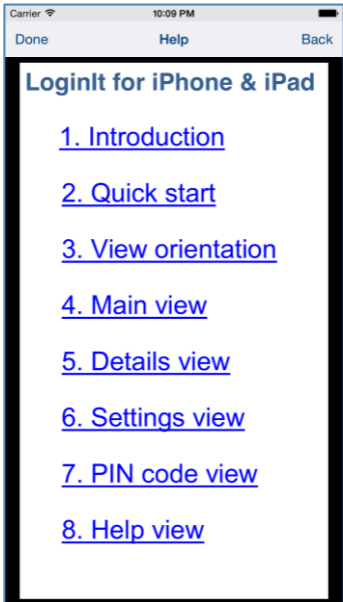 Carrier 10:09 PM
Done Help Back
LoginIt for iPhone & iPad
1. Introduction
2. Quick start
3. View orientation
4. Main view
5. Details view
6. Settings view
7. PIN code view
8. Help view